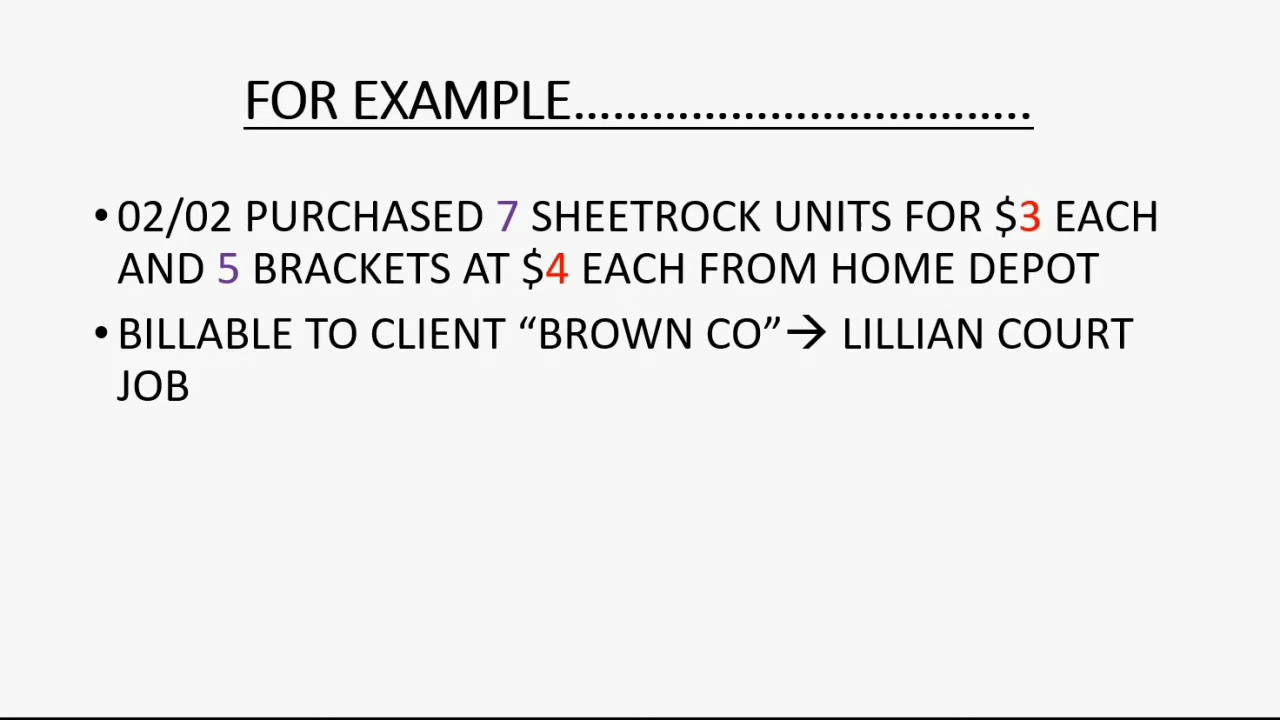 FOR EXAMPLE……………………………..
•02/02 PURCHASED 7 SHEETROCK UNITS FOR $3 EACH
AND 5 BRACKETS AT $4 EACH FROM HOME DEPOT
•BILLABLE TO CLIENT “BROWN CO”→ LILLIAN COURT
JOB